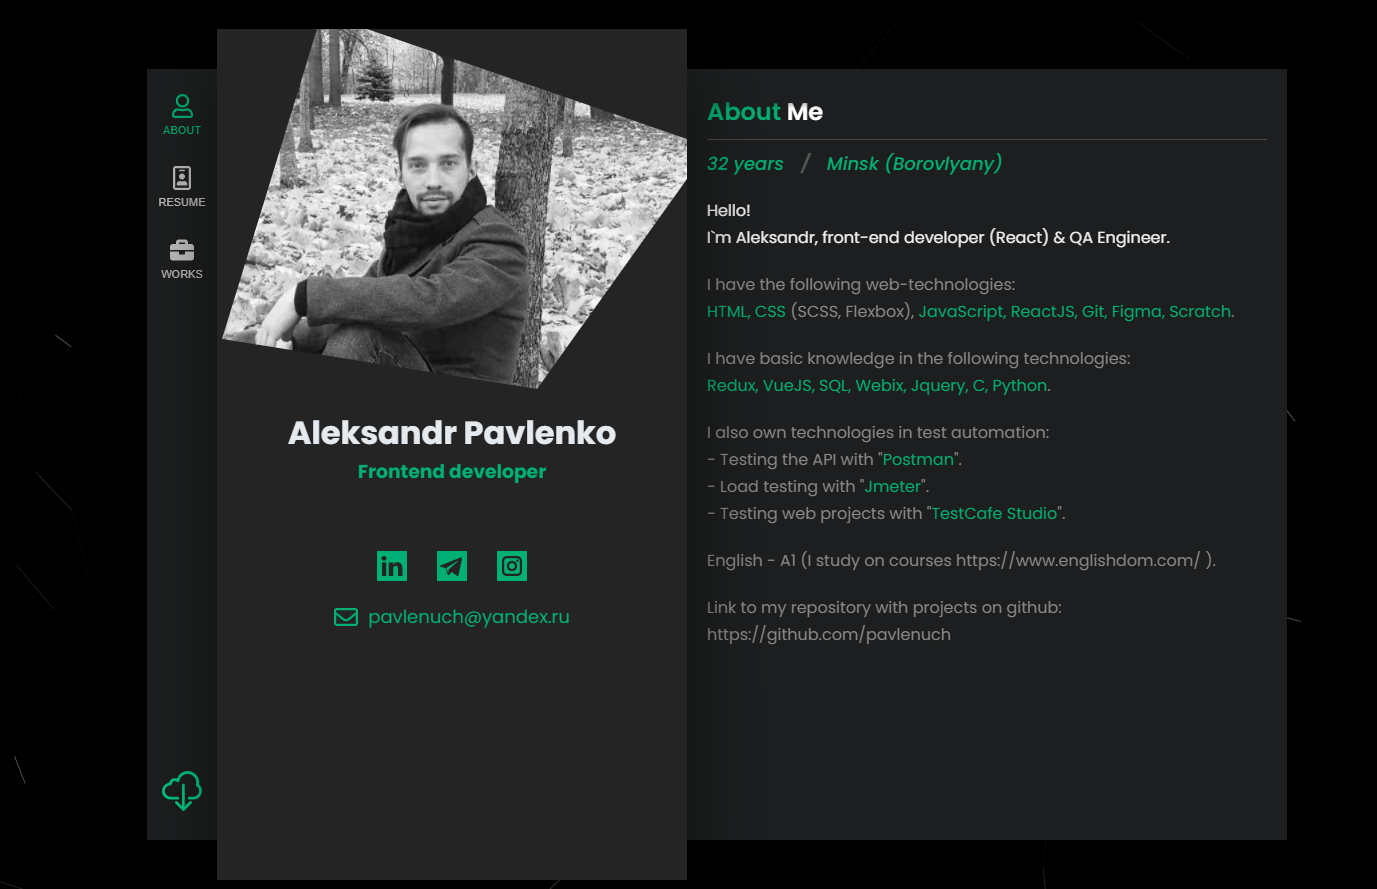 ABOUT
RESUME
WORKS
Aleksandr Pavlenko
Frontend developer
in
pavlenuch@yandex.ru
About Me
32 years / Minsk (Borovlyany)
Hello!
I`m Aleksandr, front-end developer (React) & QA Engineer.
I have the following web-technologies:
HTML, CSS (SCSS, Flexbox), JavaScript, ReactJS, Git, Figma, Scratch.
I have basic knowledge in the following technologies:
Redux, VueJS, SQL, Webix, Jquery, C, Python.
I also own technologies in test automation:
- Testing the API with "Postman".
- Load testing with "Jmeter".
- Testing web projects with "TestCafe Studio".
English - A1 (I study on courses https://www.englishdom.com/ ).
Link to my repository with projects on github:
https://github.com/pavlenuch